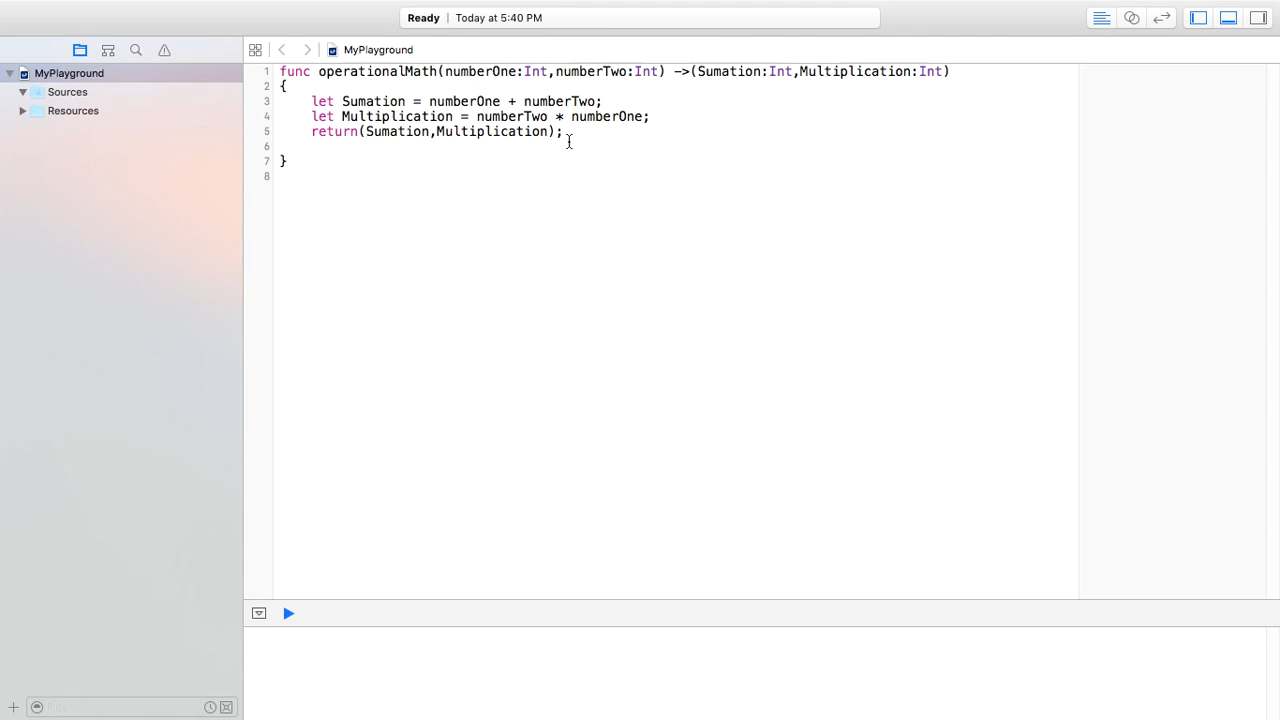 Ready Today at 5:40 PM
MyPlayground
MyPlayground
Sources
Resources
1 func operationalMath(numberOne:Int,numberTwo:Int) ->(Sumation:Int,Multiplication:Int)
2 {
3 let Sumation = numberOne + numberTwo;
4 let Multiplication = numberTwo * numberOne;
5 return(Sumation,Multiplication);
6
7 }
8
Filter